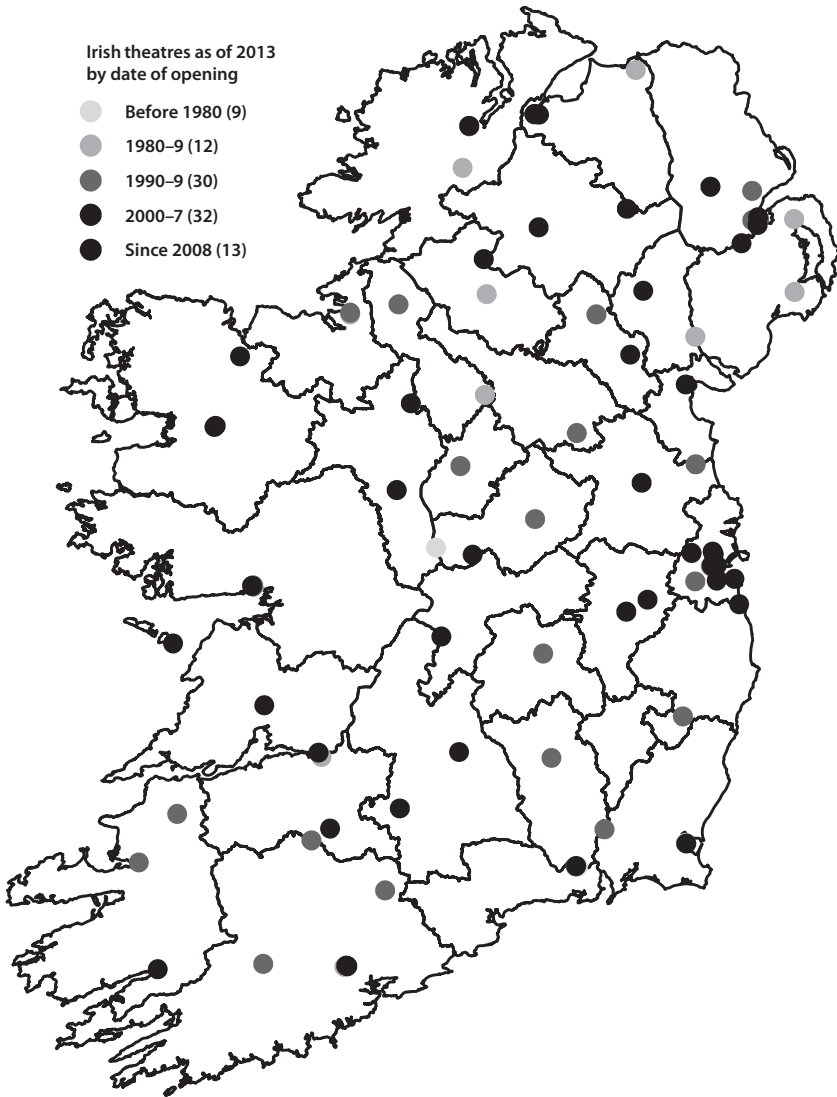 Irish theatres as of 2013
by date of opening
Before 1980 (9)
1980–9 (12)
1990–9 (30)
2000–7 (32)
Since 2008 (13)